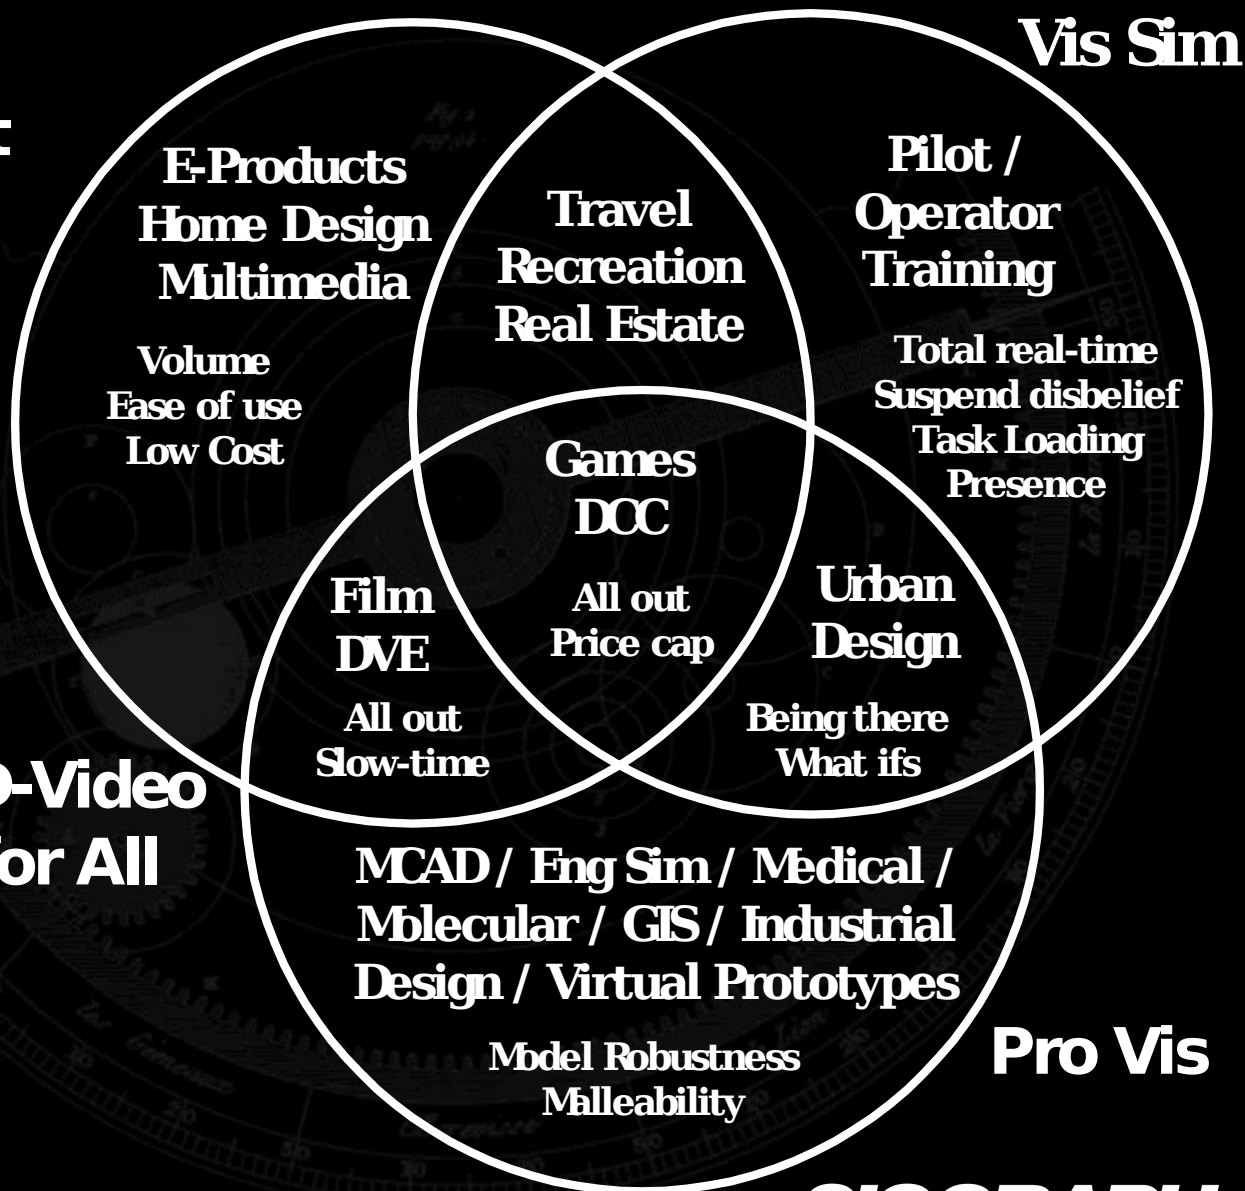 Vis Sim
E-Products
Home Design
Multimedia
Volume
Ease of use
Low Cost
Travel
Recreation
Real Estate
Pilot /
Operator
Training
Total real-time
Suspend disbelief
Task Loading
Presence
Games
DCC
All out
Price cap
Film
DVE
All out
Slow-time
Urban
Design
Being there
What ifs
-Video
or All
MCAD / Eng Sim / Medical /
Molecular / GIS / Industrial
Design / Virtual Prototypes
Model Robustness
Malleability
Pro Vis